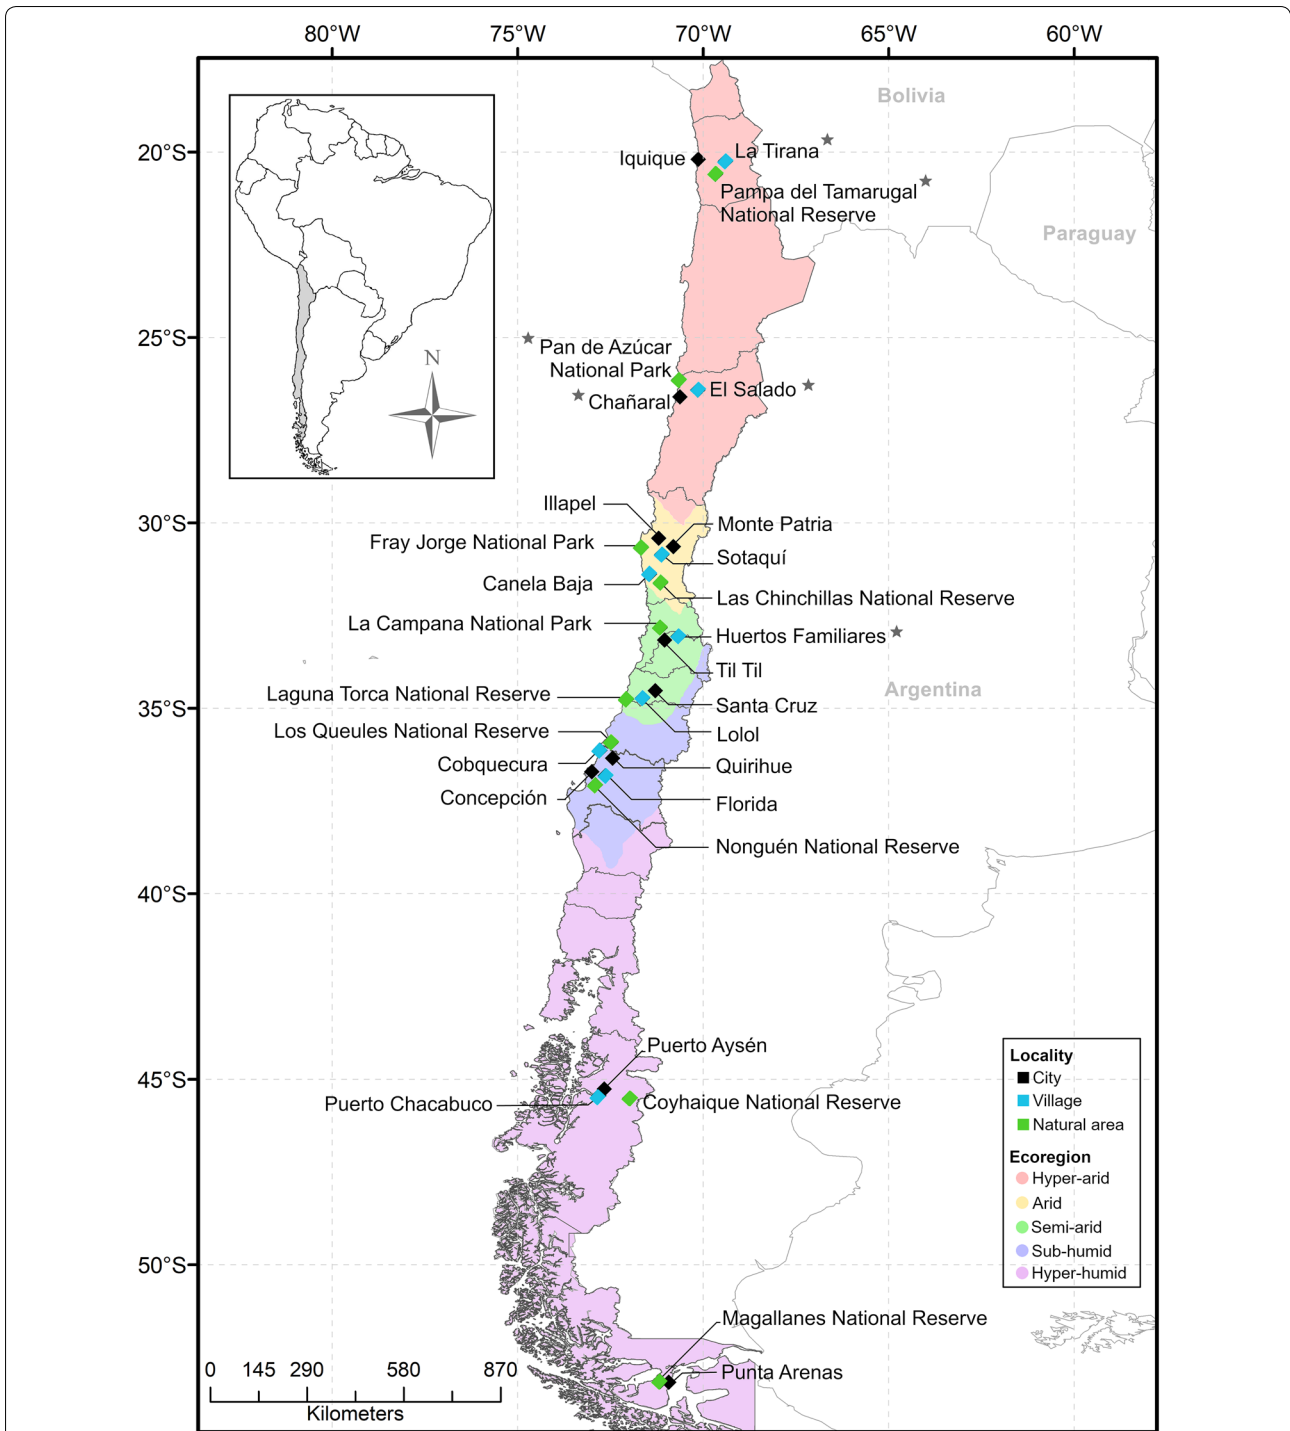 80°W 75°W 70°W 65°W 60°W
Bolivia
20°S
Iquique
La Tirana
Pampa del Tamarugal
National Reserve
Paraguay
25°S
N
Pan de Azúcar
National Park
El Salado
Chañaral
Illapel
30°S
Monte Patria
Fray Jorge National Park
Sotaquí
Canela Baja
Las Chinchillas National Reserve
La Campana National Park
Huertos Familiares
Til Til
Argentina
Laguna Torca National Reserve
35°S
Santa Cruz
Los Queules National Reserve
Lolol
Cobquecura
Quirihue
Concepción
Florida
Nonguén National Reserve
40°S
Puerto Aysén
45°S
Puerto Chacabuco
Coyhaique National Reserve
Locality
City
Village
Natural area
Ecoregion
Hyper-arid
Arid
Semi-arid
Sub-humid
Hyper-humid
50°S
Magallanes National Reserve
Punta Arenas
0 145 290 580 870
Kilometers